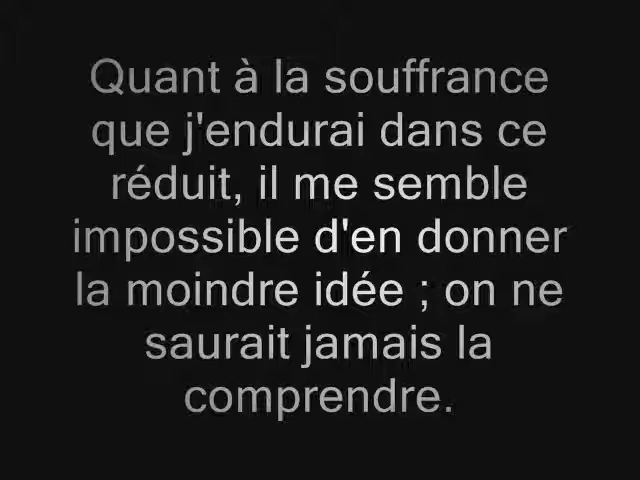 Quant à la souffrance
que j'endurai dans ce
réduit, il me semble
impossible d'en donner
la moindre idée ; on ne
saurait jamais la
comprendre.